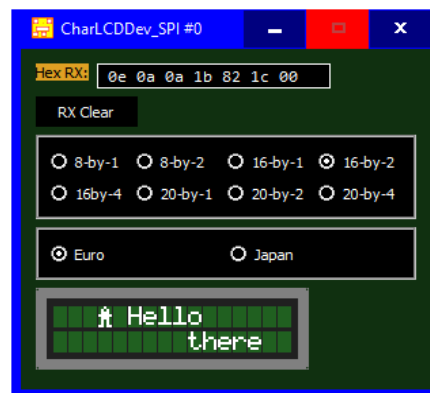 CharLCDDev_SPI #0
Hex RX: 0e 0a 0a 1b 82 1c 00
RX Clear
8-by-1 8-by-2 16-by-1 16-by-2
16by-4 20-by-1 20-by-2 20-by-4
Euro Japan
Hello
there